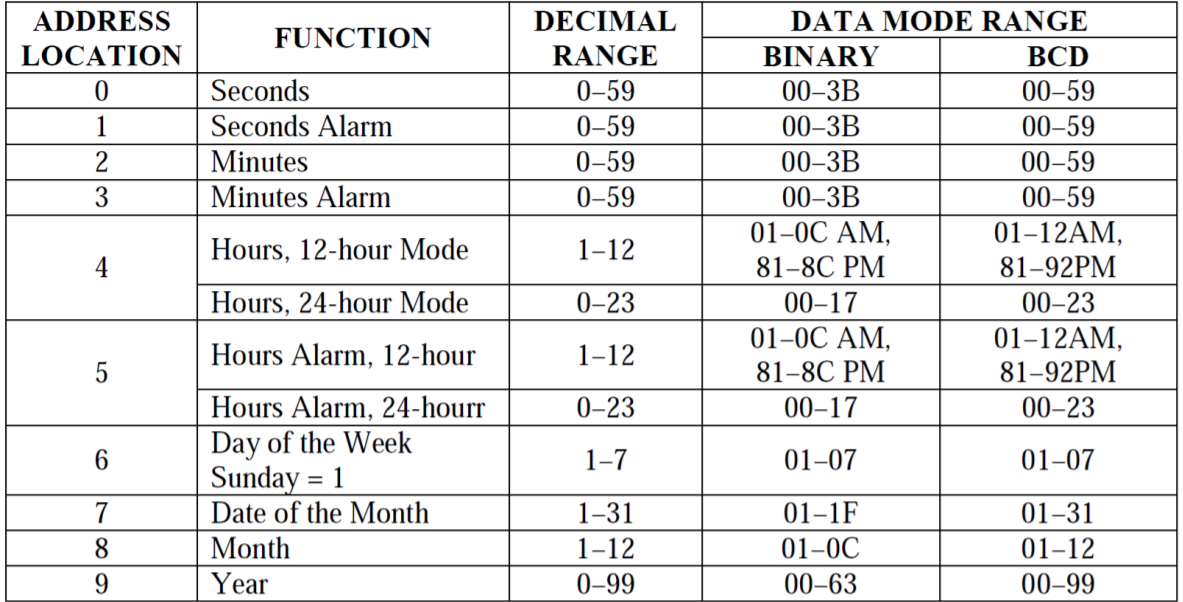 ADDRESS LOCATION FUNCTION DECIMAL RANGE DATA MODE RANGE
BINARY BCD
0 Seconds 0–59 00–3B 00–59
1 Seconds Alarm 0–59 00–3B 00–59
2 Minutes 0–59 00–3B 00–59
3 Minutes Alarm 0–59 00–3B 00–59
4 Hours, 12-hour Mode 1–12 01–0C AM, 81–8C PM 01–12AM, 81–92PM
Hours, 24-hour Mode 0–23 00–17 00–23
5 Hours Alarm, 12-hour 1–12 01–0C AM, 81–8C PM 01–12AM, 81–92PM
Hours Alarm, 24-hourr 0–23 00–17 00–23
6 Day of the Week Sunday = 1 1–7 01–07 01–07
7 Date of the Month 1–31 01–1F 01–31
8 Month 1–12 01–0C 01–12
9 Year 0–99 00–63 00–99